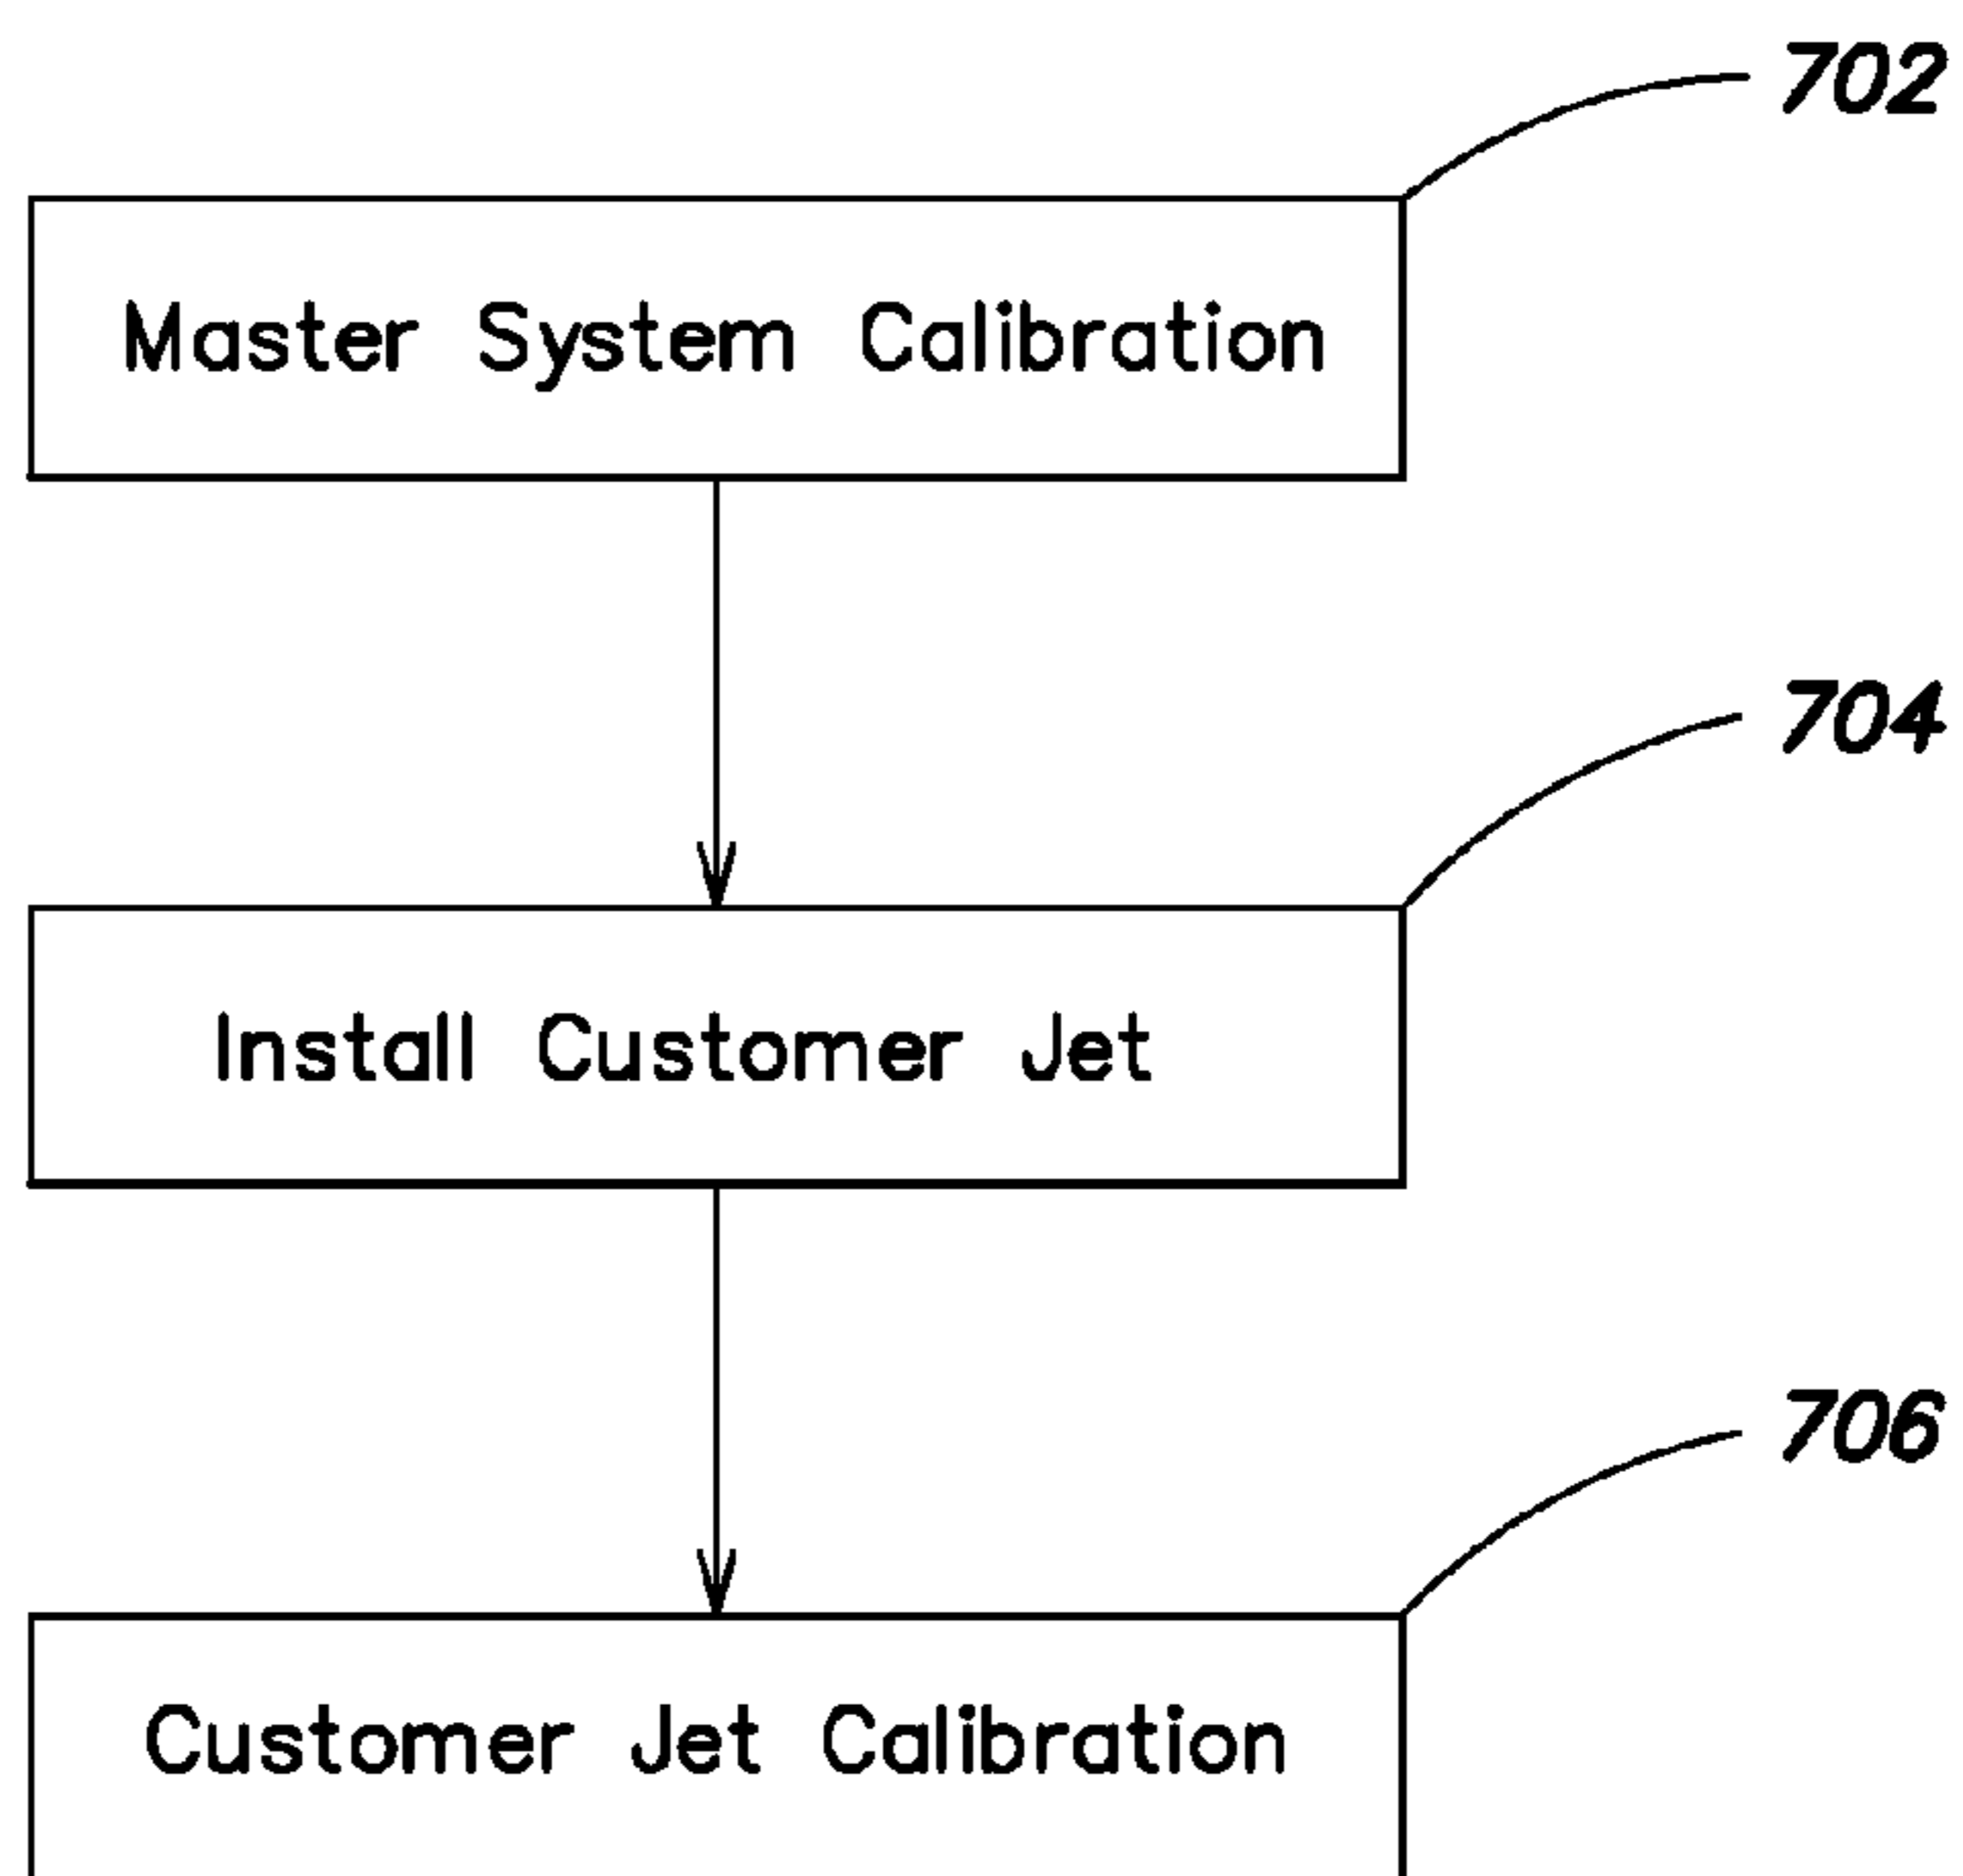 702
Master System Calibration
704
Install Customer Jet
706
Customer Jet Calibration